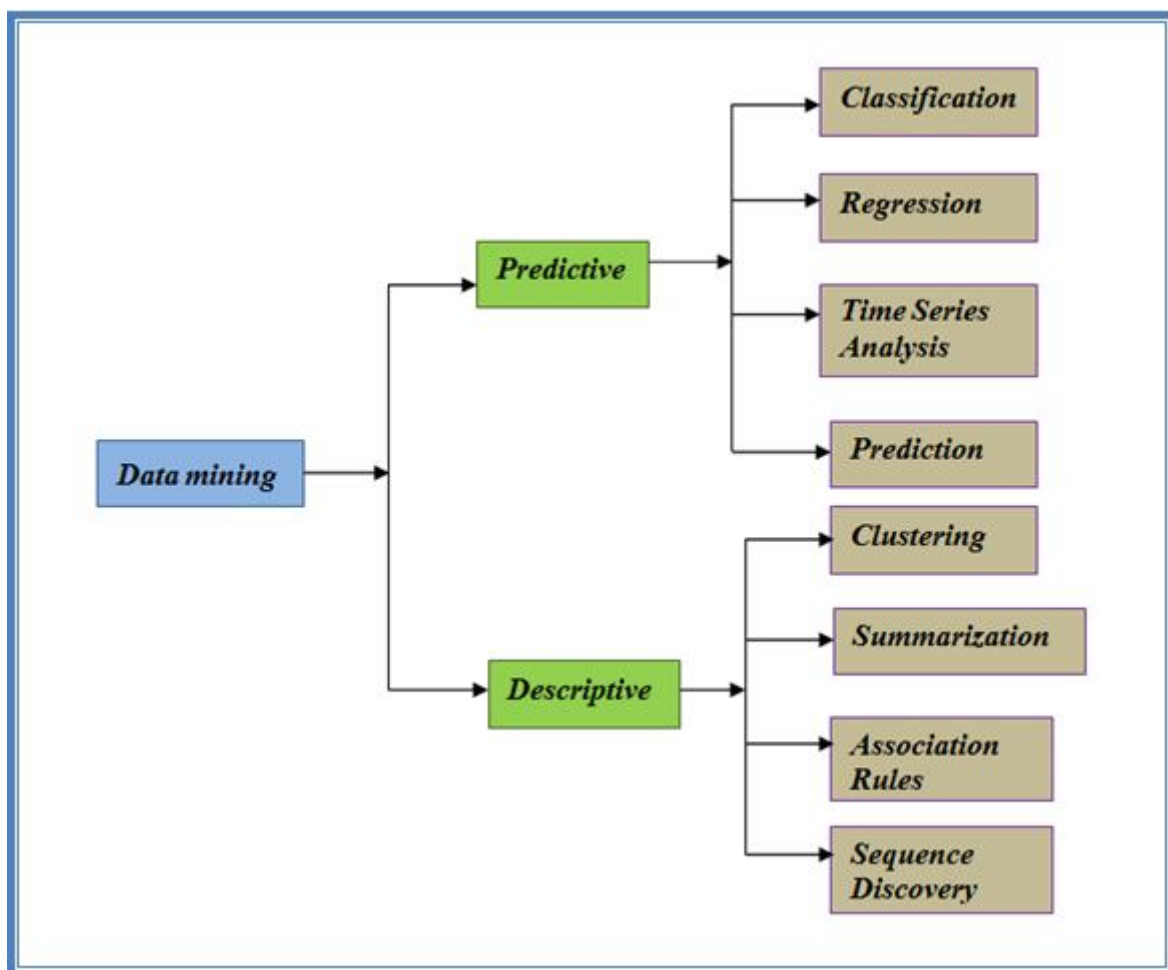 Data mining
Predictive
Classification
Regression
Time Series
Analysis
Prediction
Descriptive
Clustering
Summarization
Association
Rules
Sequence
Discovery